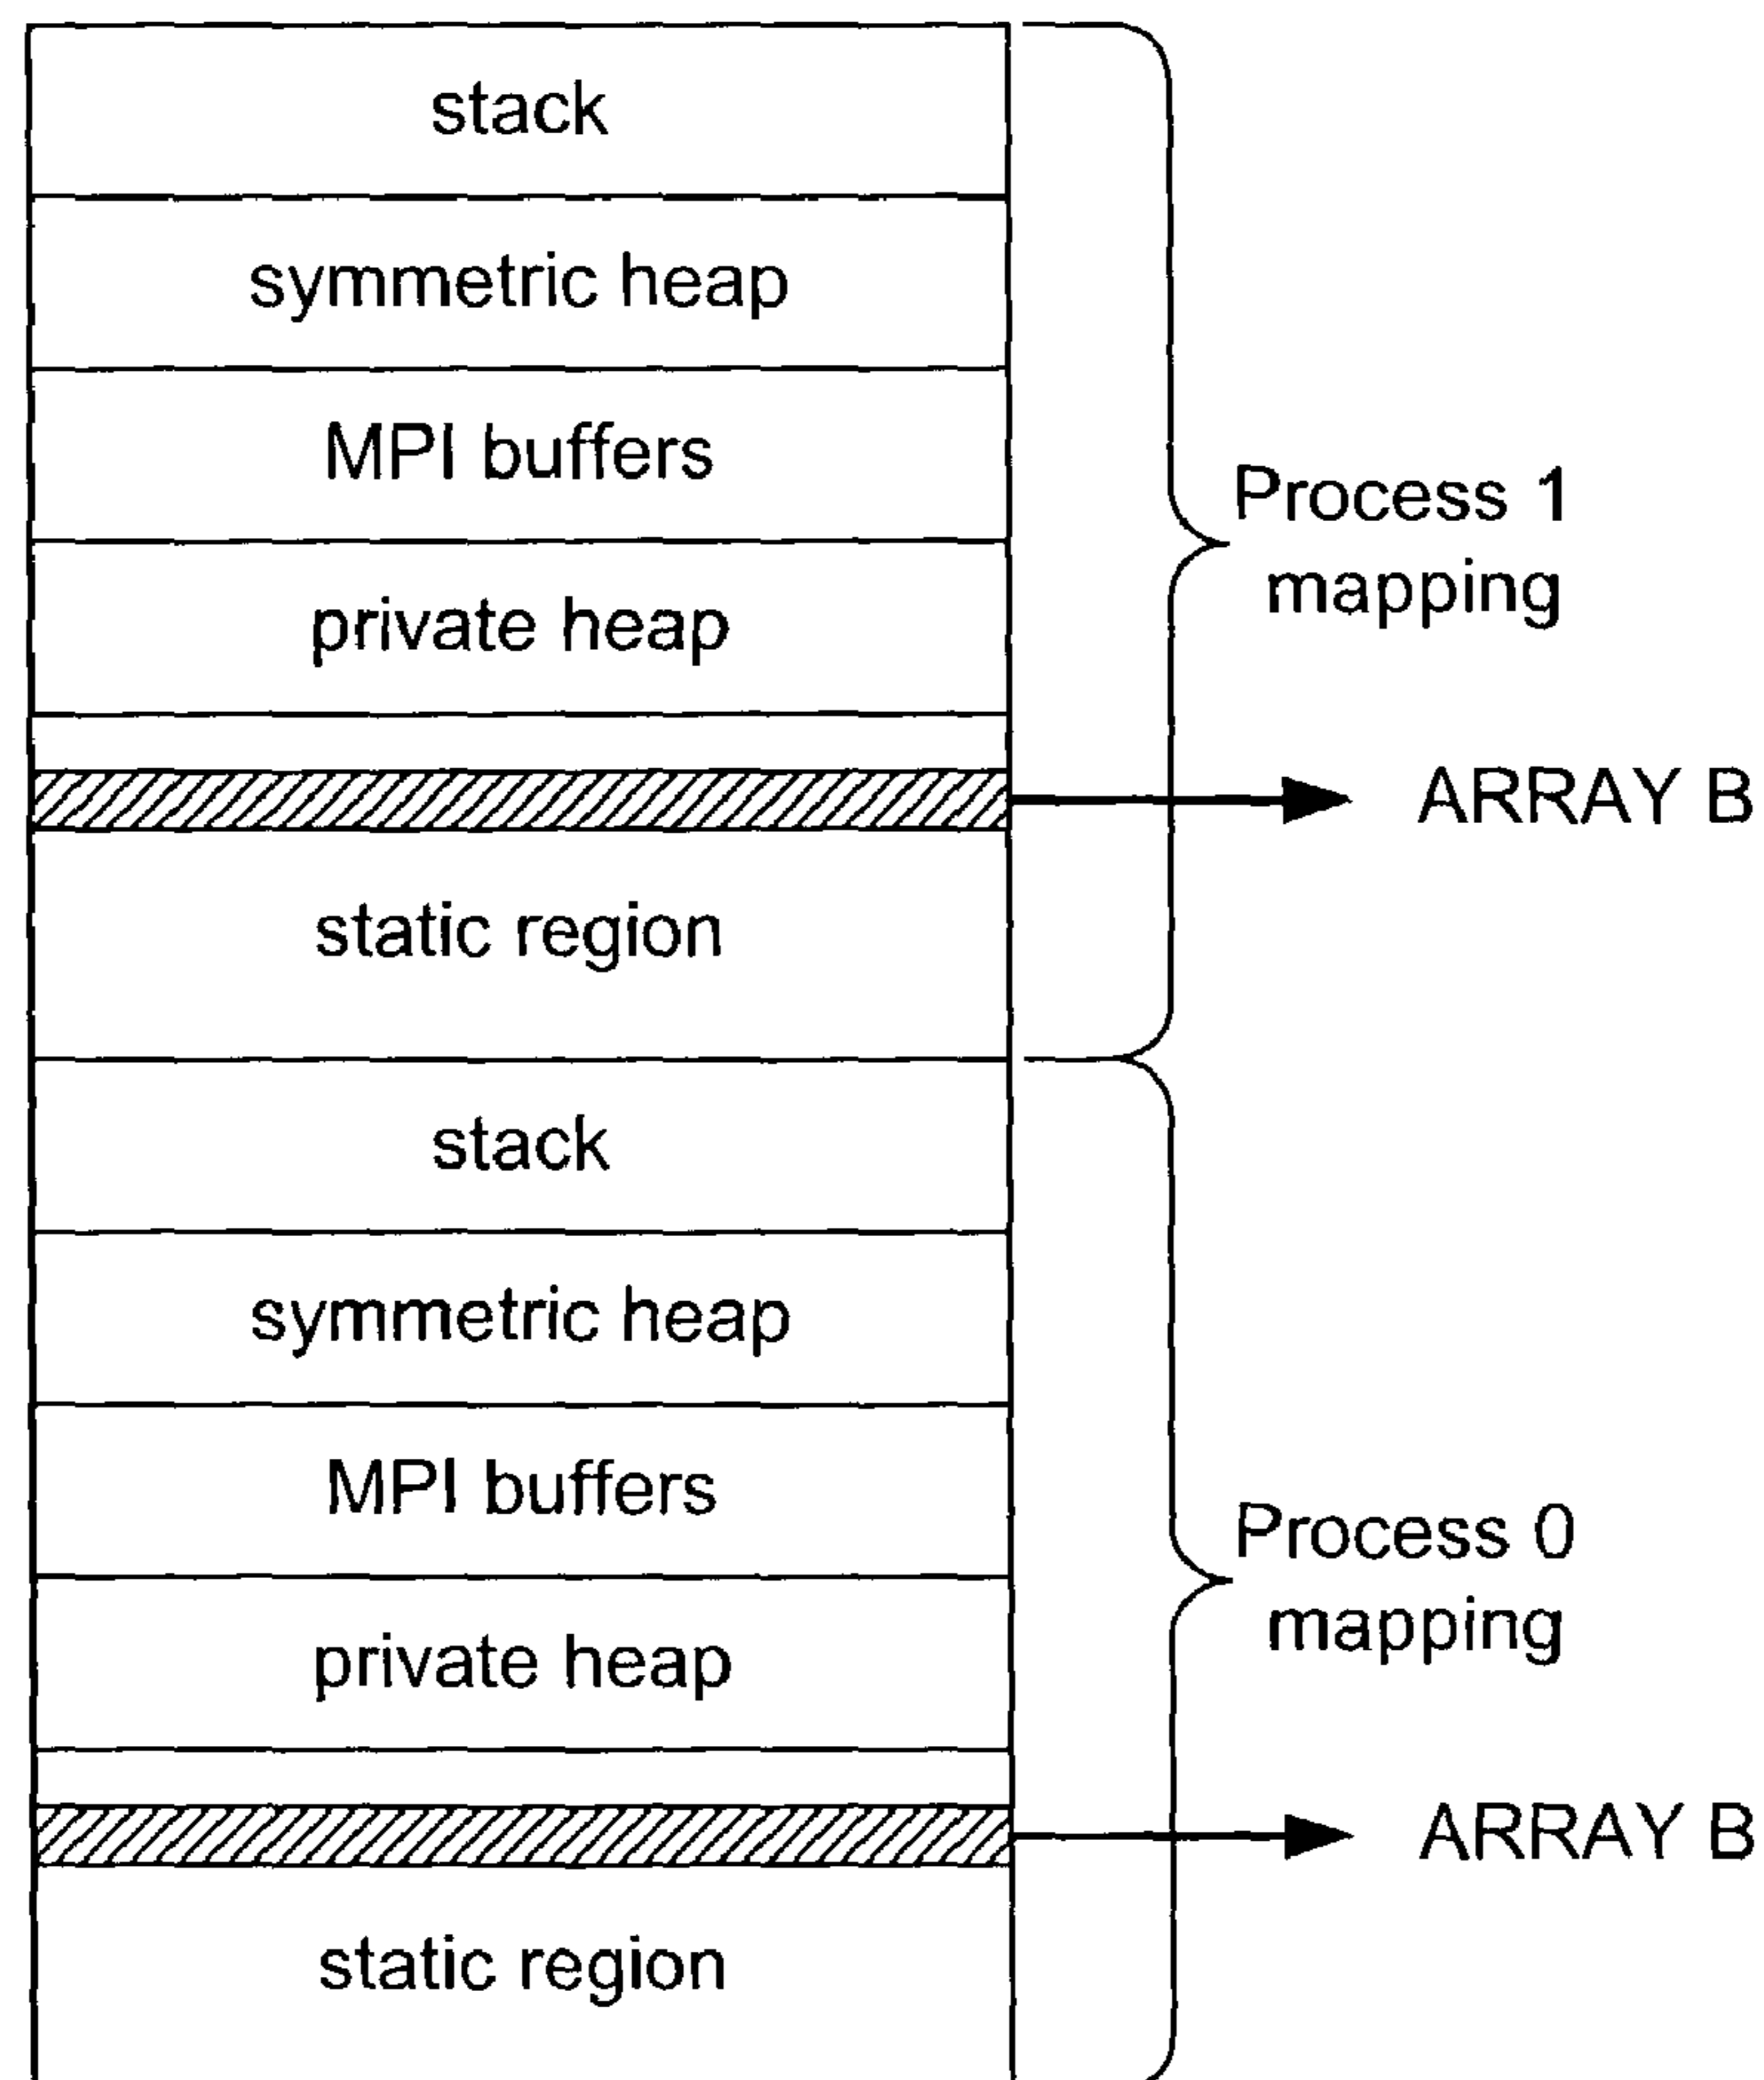 stack
symmetric heap
MPI buffers
Process 1
mapping
private heap
ARRAY B
static region
stack
symmetric heap
MPI buffers
Process 0
mapping
private heap
ARRAY B
static region